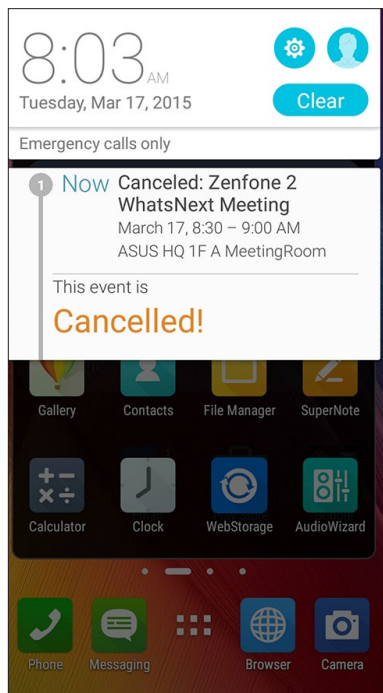 8:03 AM
Tuesday, Mar 17, 2015
Clear
Emergency calls only
1 Now Canceled: Zenfone 2
WhatsNext Meeting
March 17, 8:30 – 9:00 AM
ASUS HQ 1F A MeetingRoom
This event is
Cancelled!
Gallery Contacts File Manager SuperNote
Calculator Clock WebStorage AudioWizard
Phone Messaging Browser Camera